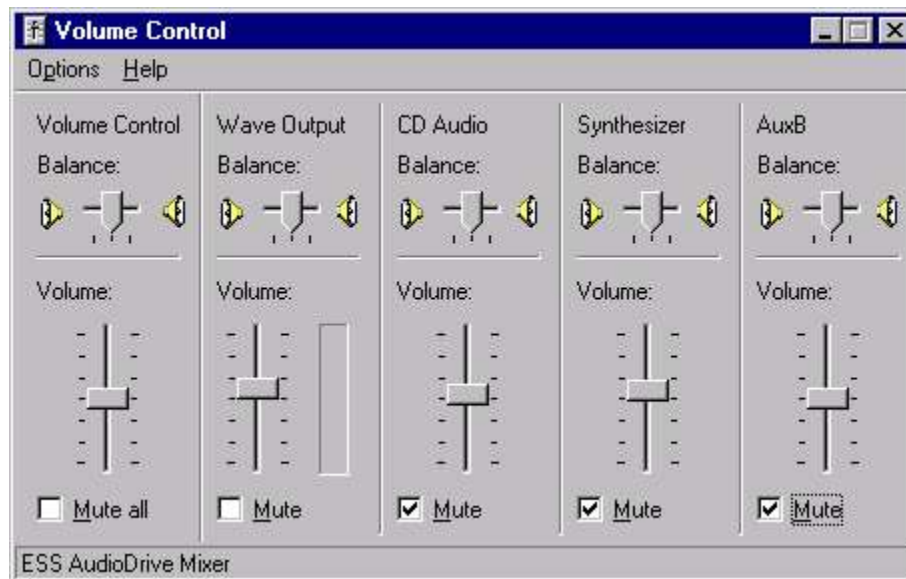 Volume Control
Options Help
Volume Control Wave Output CD Audio Synthesizer AuxB
Balance: Balance: Balance: Balance: Balance:
Volume: Volume: Volume: Volume: Volume:
Mute all Mute Mute Mute Mute
ESS AudioDrive Mixer